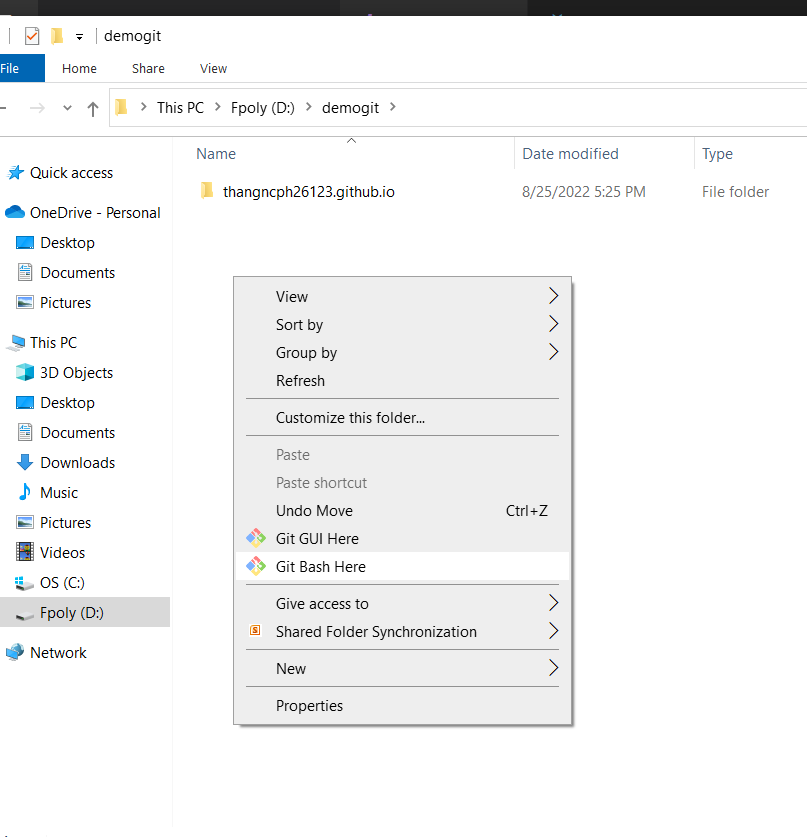 demogit
File Home Share View
This PC Fpoly (D:) demogit
Name Date modified Type
Quick access
thangncph26123.github.io 8/25/2022 5:25 PM File folder
OneDrive - Personal
Desktop
Documents
Pictures
This PC
3D Objects
Desktop
Documents
Downloads
Music
Pictures
Videos
OS (C:)
Fpoly (D:)
Network
View
Sort by
Group by
Refresh
Customize this folder...
Paste
Paste shortcut
Undo Move Ctrl+Z
Git GUI Here
Git Bash Here
Give access to
S Shared Folder Synchronization
New
Properties